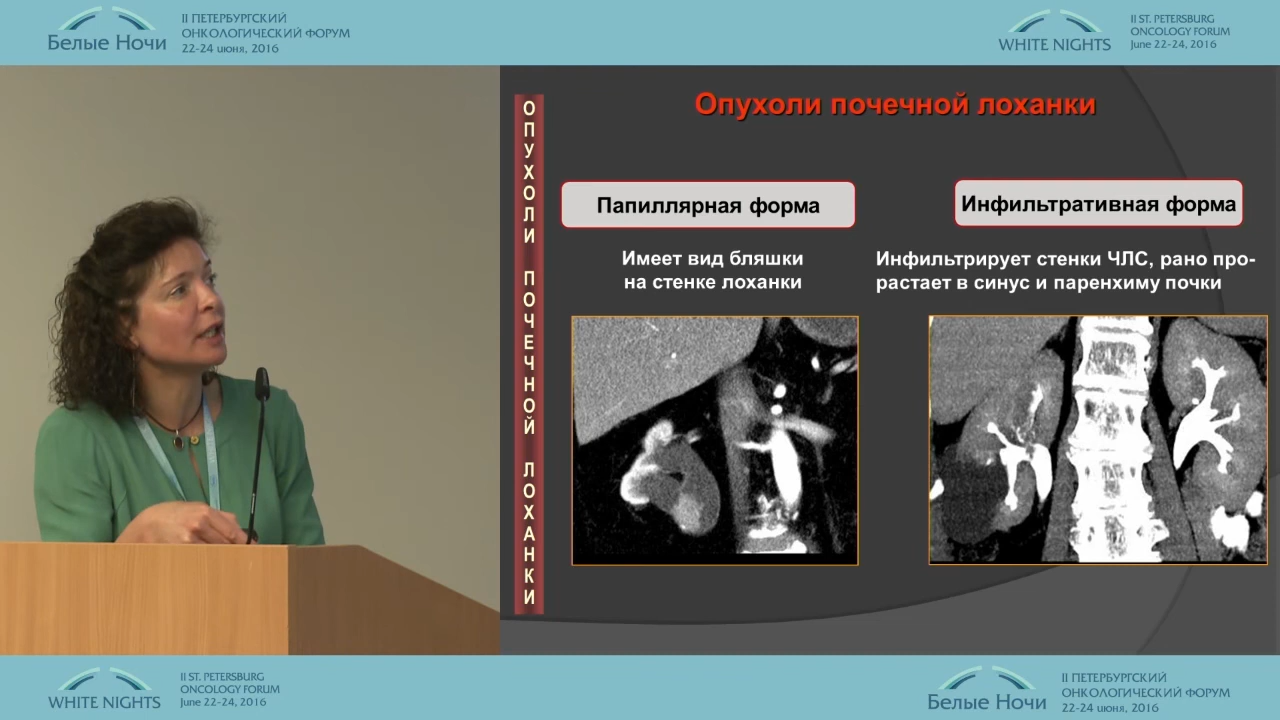 Белые Ночи
II ПЕТЕРБУРГСКИЙ
ОНКОЛОГИЧЕСКИЙ ФОРУМ
22-24 июня, 2016
WHITE NIGHTS
II ST. PETERSBURG
ONCOLOGY FORUM
June 22-24, 2016
ОПУХОЛИ ПОЧЕЧНОЙ ЛОХАНКИ
Опухоли почечной лоханки
Папиллярная форма
Имеет вид бляшки
на стенке лоханки
Инфильтративная форма
Инфильтрирует стенки ЧЛС, рано про-
растает в синус и паренхиму почки
WHITE NIGHTS
II ST. PETERSBURG
ONCOLOGY FORUM
June 22-24, 2016
Белые Ночи
II ПЕТЕРБУРГСКИЙ
ОНКОЛОГИЧЕСКИЙ ФОРУМ
22-24 июня, 2016